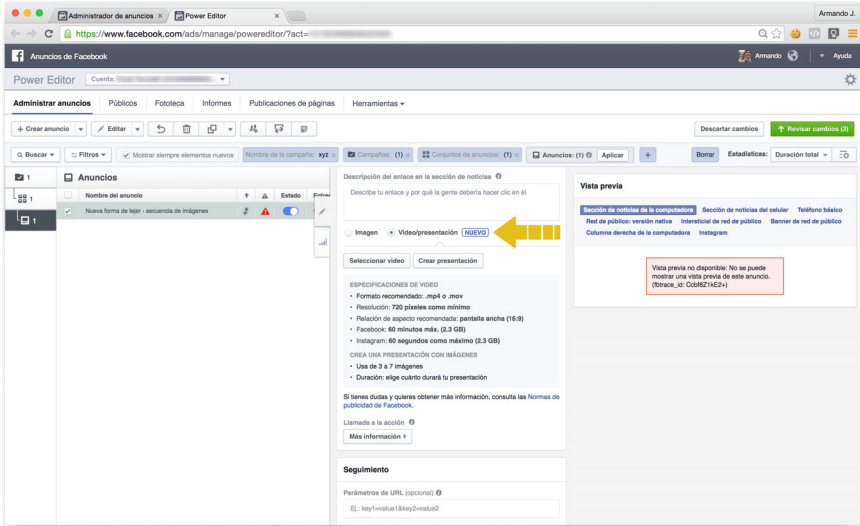 Administrador de anuncios
Power Editor
Armando J.
https://www.facebook.com/ads/manage/powereditor/?act=
Anuncios de Facebook
Armando
Ayuda
Power Editor
Cuenta:
Administrar anuncios
Públicos
Fototeca
Informes
Publicaciones de páginas
Herramientas
+ Crear anuncio
Editar
Descartar cambios
Revisar cambios (3)
Buscar
Filtros
Mostrar siempre elementos nuevos
Nombre de la campaña: xyz
Campañas: (1)
Conjuntos de anuncios: (1)
Anuncios: (1)
Aplicar
+
Borrar
Estadísticas:
Duración total
1
1
1
Anuncios
Nombre del anuncio
Estado
Nueva forma de tejer - secuencia de imágenes
Descripción del enlace en la sección de noticias
Describe tu enlace y por qué la gente debería hacer clic en él
Imagen
Video/presentación
NUEVO
Seleccionar video
Crear presentación
ESPECIFICACIONES DE VIDEO
• Formato recomendado: .mp4 o .mov
• Resolución: 720 píxeles como mínimo
• Relación de aspecto recomendada: pantalla ancha (16:9)
• Facebook: 60 minutos máx. (2.3 GB)
• Instagram: 60 segundos como máximo (2.3 GB)
CREA UNA PRESENTACIÓN CON IMÁGENES
• Usa de 3 a 7 imágenes
• Duración: elige cuánto durará tu presentación
Si tienes dudas y quieres obtener más información, consulta las Normas de
publicidad de Facebook.
Llamada a la acción
Más información
Seguimiento
Parámetros de URL (opcional)
Ej.: key1=value1&key2=value2
Vista previa
Sección de noticias de la computadora
Sección de noticias del celular
Teléfono básico
Red de público: versión nativa
Intersticial de red de público
Banner de red de público
Columna derecha de la computadora
Instagram
Vista previa no disponible: No se puede
mostrar una vista previa de este anuncio.
(fbtrace_id: Ccbf8Z1kE2+)